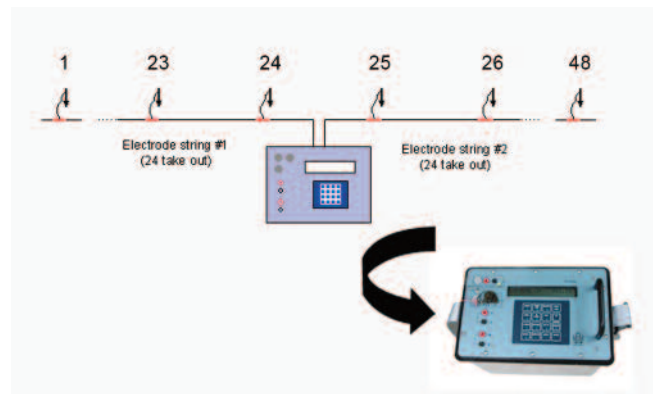 1 23 24 25 26 48
Electrode string #1
(24 take out)
Electrode string #2
(24 take out)